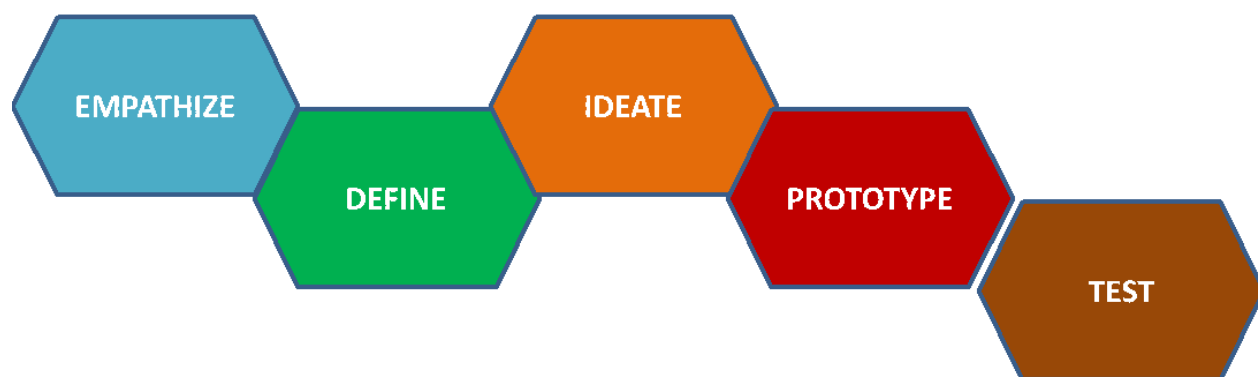 EMPATHIZE
DEFINE
IDEATE
PROTOTYPE
TEST